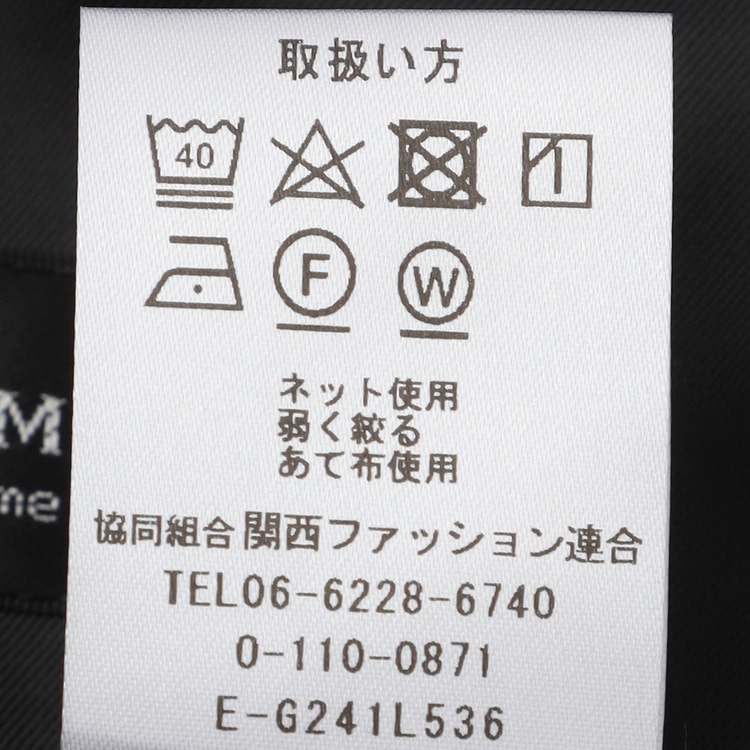 取扱い方
40
F W
ネット使用
弱く絞る
あて布使用
協同組合関西ファッション連合
TEL06-6228-6740
0-110-0871
E-G241L536
M
me